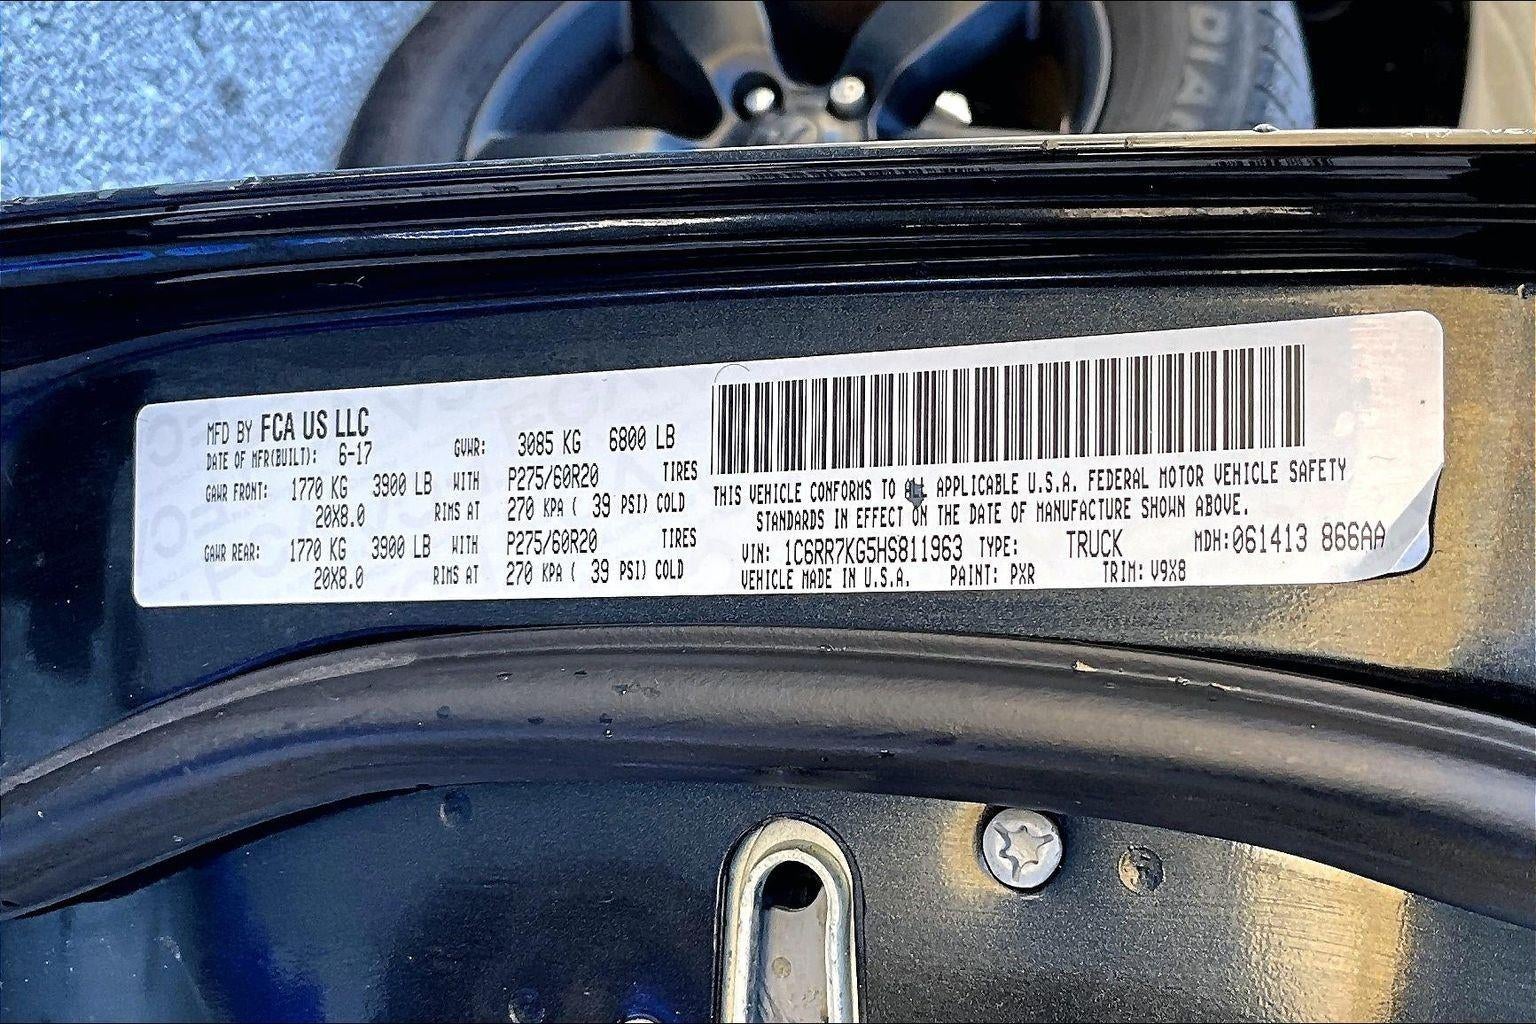 DIAN
MFD BY FCA US LLC
DATE OF MFR(BUILT): 6-17 GVWR: 3085 KG 6800 LB
GAWR FRONT: 1770 KG 3900 LB WITH P275/60R20 TIRES
20X8.0 RIMS AT 270 KPA ( 39 PSI) COLD
GAWR REAR: 1770 KG 3900 LB WITH P275/60R20 TIRES
20X8.0 RIMS AT 270 KPA ( 39 PSI) COLD
THIS VEHICLE CONFORMS TO ALL APPLICABLE U.S.A. FEDERAL MOTOR VEHICLE SAFETY
STANDARDS IN EFFECT ON THE DATE OF MANUFACTURE SHOWN ABOVE.
VIN: 1C6RR7KG5HS811963 TYPE: TRUCK MDH:061413 866AA
VEHICLE MADE IN U.S.A. PAINT: PXR TRIM: V9X8